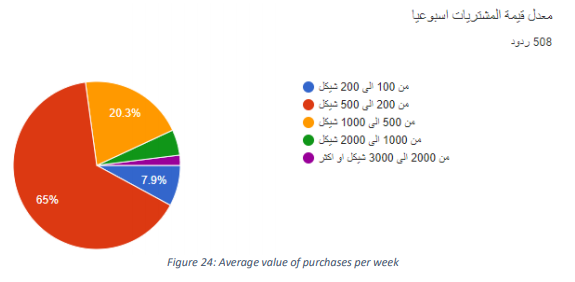 معدل قيمة المشتريات اسبوعيا
508 ردود
من 100 الى 200 شيكل
من 200 الى 500 شيكل
من 500 الى 1000 شيكل
من 1000 الى 2000 شيكل
من 2000 الى 3000 شيكل او اكثر
20.3%
7.9%
65%
Figure 24: Average value of purchases per week